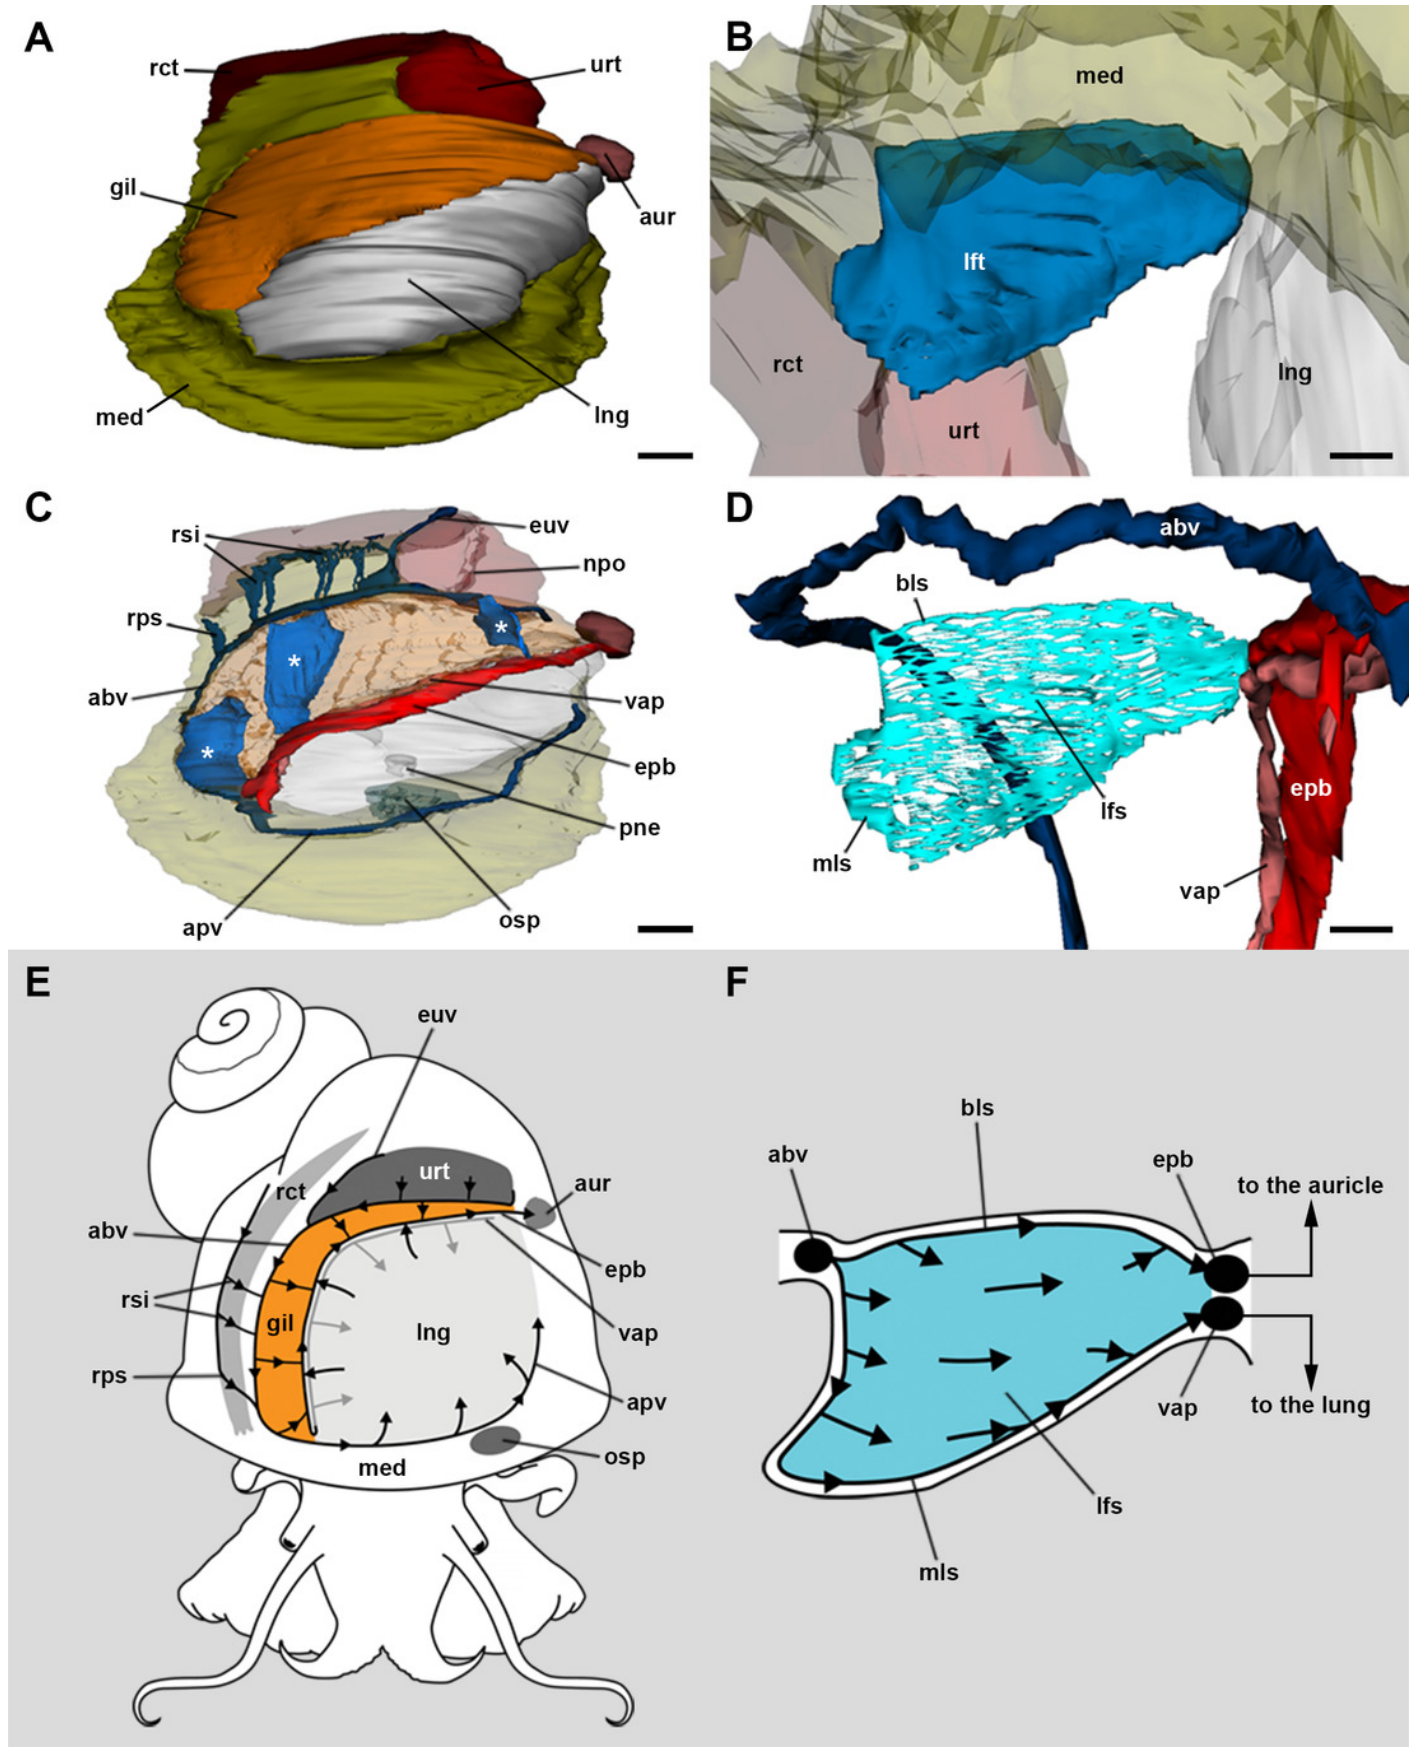 A
rct
urt
gil
aur
med
lng
B
med
lft
rct
lng
urt
C
rsi
euv
npo
rps
*
*
abv
vap
*
epb
pne
apv
osp
D
abv
bls
epb
lfs
mls
vap
E
euv
urt
rct
aur
abv
epb
rsi
gil
lng
vap
rps
apv
med
osp
F
bls
abv
epb
to the auricle
vap
to the lung
lfs
mls